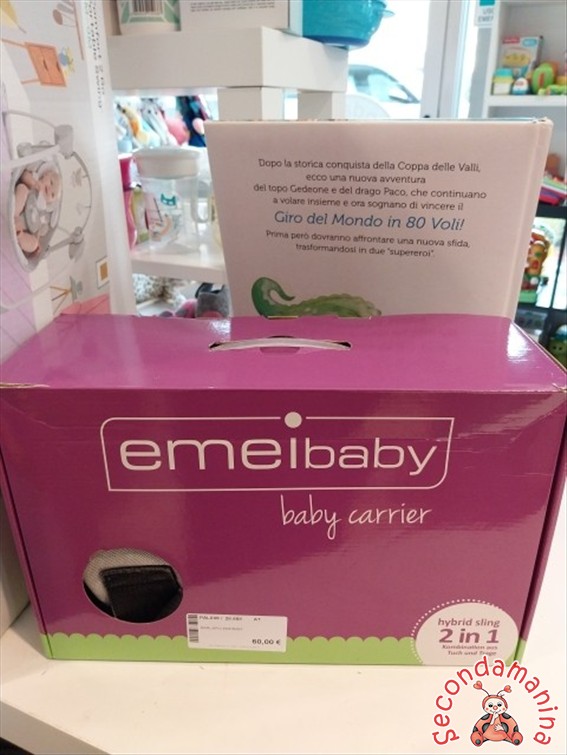 Dopo la storica conquista della Coppa delle Valli,
ecco una nuova avventura
del topo Gedeone e del drago Paco, che continuano
a volare insieme e ora sognano di vincere il
Giro del Mondo in 80 Voli!
Prima però dovranno affrontare una nuova sfida,
trasformandosi in due "supereroi".
emeibaby
baby carrier
60,00 €
hybrid sling
2 in 1
Kombination aus
Tuch und Trage
Secondamanina